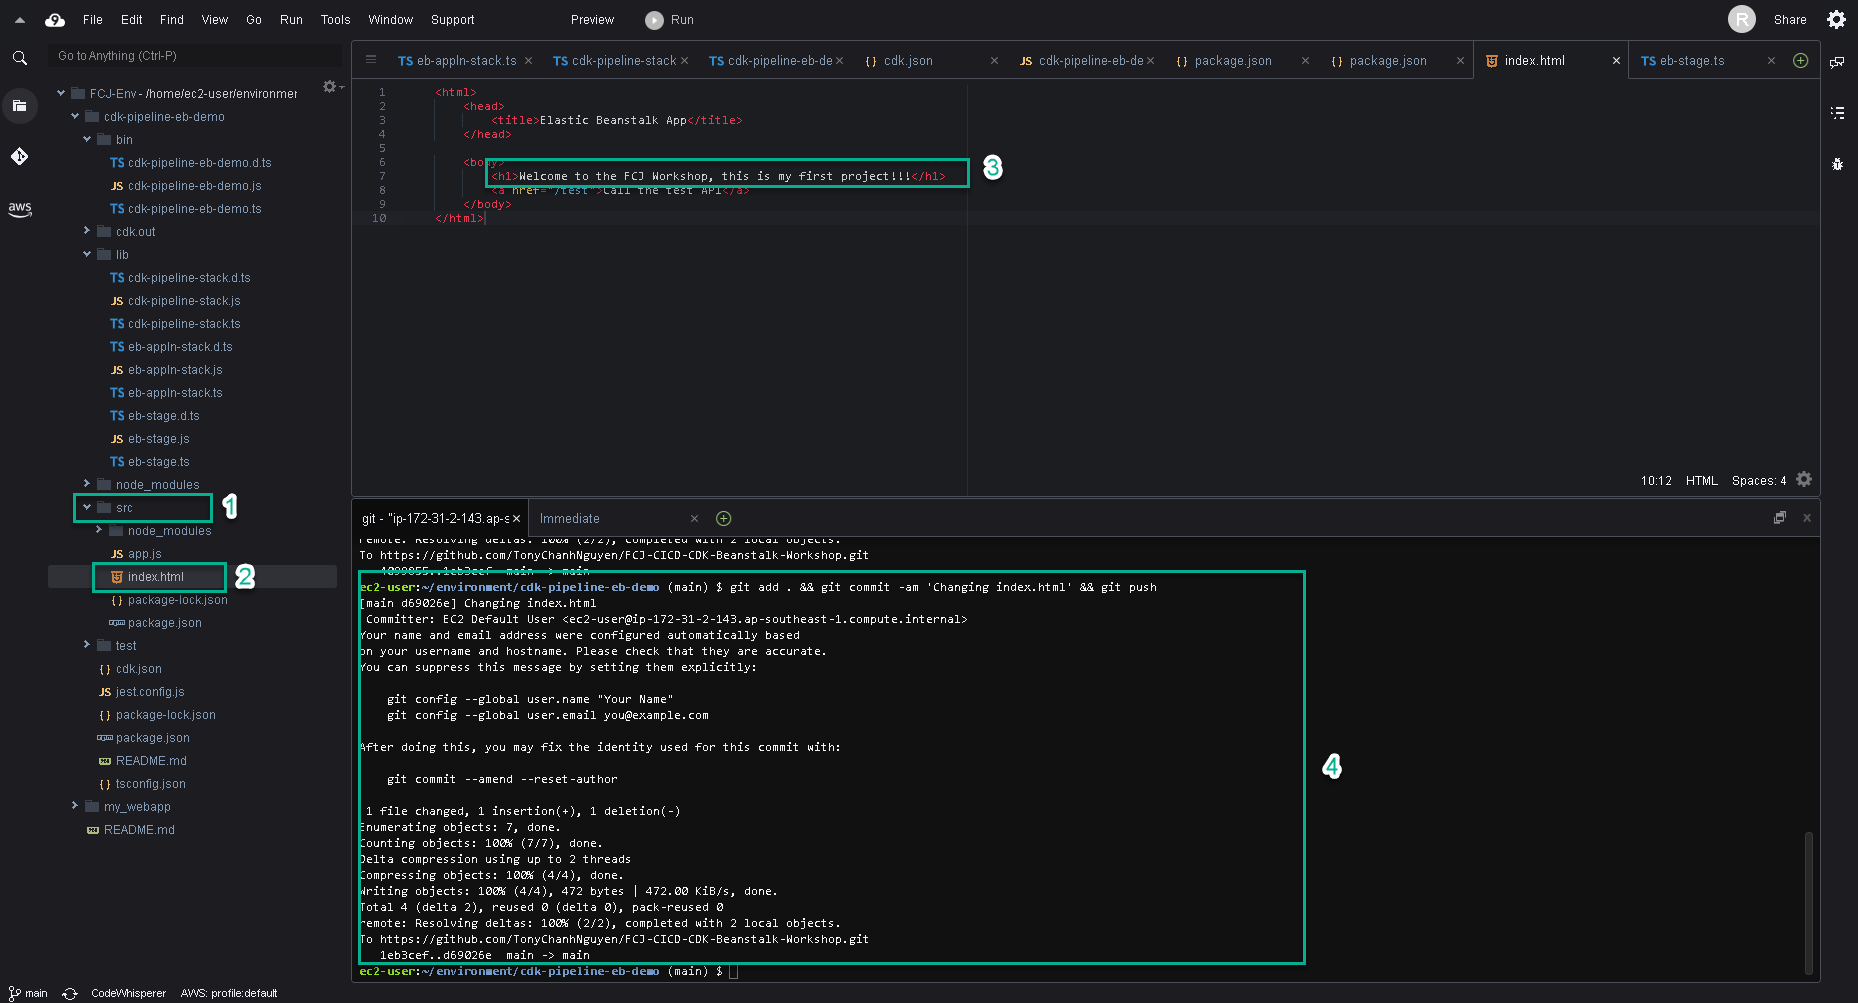 File Edit Find View Go Run Tools Window Support Preview Run R Share
Go to Anything (Ctrl-P)
aws
FCJ-Env - /home/ec2-user/environmer
cdk-pipeline-eb-demo
bin
TS cdk-pipeline-eb-demo.d.ts
JS cdk-pipeline-eb-demo.js
TS cdk-pipeline-eb-demo.ts
cdk.out
lib
TS cdk-pipeline-stack.d.ts
JS cdk-pipeline-stack.js
TS cdk-pipeline-stack.ts
TS eb-appln-stack.d.ts
JS eb-appln-stack.js
TS eb-appln-stack.ts
TS eb-stage.d.ts
JS eb-stage.js
TS eb-stage.ts
node_modules
src 1
node_modules
JS app.js
index.html 2
{} package-lock.json
package.json
test
{} cdk.json
JS jest.config.js
{} package-lock.json
package.json
README.md
{} tsconfig.json
my_webapp
README.md
TS eb-appln-stack.ts TS cdk-pipeline-stack TS cdk-pipeline-eb-de {} cdk.json JS cdk-pipeline-eb-de {} package.json {} package.json index.html TS eb-stage.ts
1 <html>
2 <head>
3 <title>Elastic Beanstalk App</title>
4 </head>
5
6 <body>
7 <h1>Welcome to the FCJ Workshop, this is my first project!!!</h1> 3
8 <a href="/test">Call the test API</a>
9 </body>
10 </html>
10:12 HTML Spaces: 4
git - "ip-172-31-2-143.ap-s Immediate
remote: Resolving deltas: 100% (2/2), completed with 2 local objects.
To https://github.com/TonyChanhNguyen/FCJ-CICD-CDK-Beanstalk-Workshop.git
1eb3cef main -> main
ec2-user:~/environment/cdk-pipeline-eb-demo (main) $ git add . && git commit -am 'Changing index.html' && git push
[main d69026e] Changing index.html
Committer: EC2 Default User <ec2-user@ip-172-31-2-143.ap-southeast-1.compute.internal>
Your name and email address were configured automatically based
on your username and hostname. Please check that they are accurate.
You can suppress this message by setting them explicitly:
git config --global user.name "Your Name"
git config --global user.email you@example.com
After doing this, you may fix the identity used for this commit with:
git commit --amend --reset-author
4
1 file changed, 1 insertion(+), 1 deletion(-)
Enumerating objects: 7, done.
Counting objects: 100% (7/7), done.
Delta compression using up to 2 threads
Compressing objects: 100% (4/4), done.
Writing objects: 100% (4/4), 472 bytes | 472.00 KiB/s, done.
Total 4 (delta 2), reused 0 (delta 0), pack-reused 0
remote: Resolving deltas: 100% (2/2), completed with 2 local objects.
To https://github.com/TonyChanhNguyen/FCJ-CICD-CDK-Beanstalk-Workshop.git
1eb3cef..d69026e main -> main
ec2-user:~/environment/cdk-pipeline-eb-demo (main) $
main CodeWhisperer AWS: profile:default